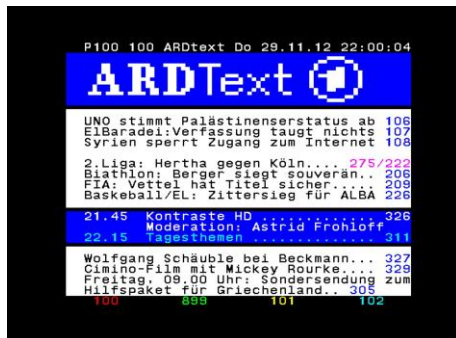 P100 100 ARDtext Do 29.11.12 22:00:04
ARDText 1
UNO stimmt Palästinenserstatus ab 106
ElBaradei:Verfassung taugt nichts 107
Syrien sperrt Zugang zum Internet 108
2.Liga: Hertha gegen Köln.... 275/222
Biathlon: Berger siegt souverän.. 206
FIA: Vettel hat Titel sicher..... 209
Baskeball/EL: Zittersieg für ALBA 226
21.45 Kontraste HD .............. 326
Moderation: Astrid Frohloff
22.15 Tagesthemen ............... 311
Wolfgang Schäuble bei Beckmann... 327
Cimino-Film mit Mickey Rourke.... 329
Freitag, 09.00 Uhr: Sondersendung zum
Hilfspaket für Griechenland.. 305
100 899 101 102